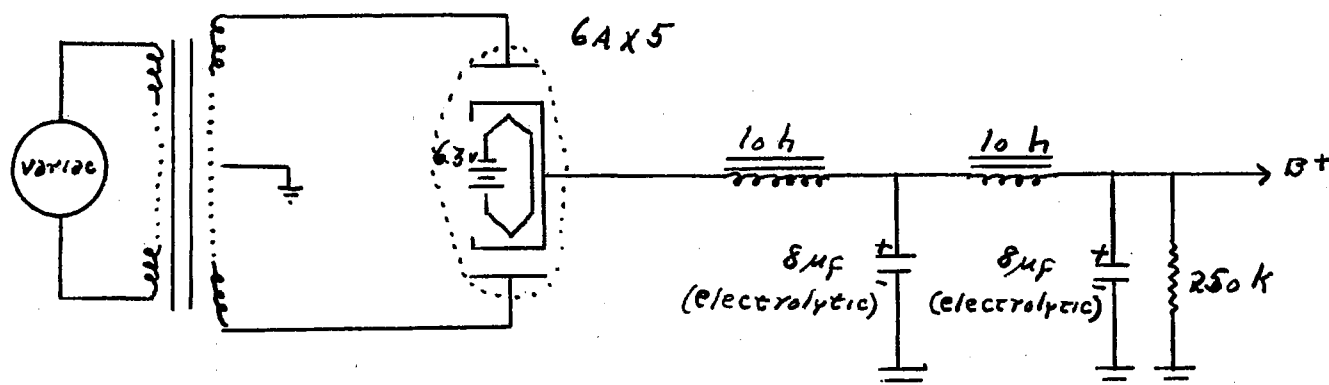 6AX5
variac
6.3v
10 h
10 h
B+
+
8μF
-
(electrolytic)
+
8μF
-
(electrolytic)
250 K